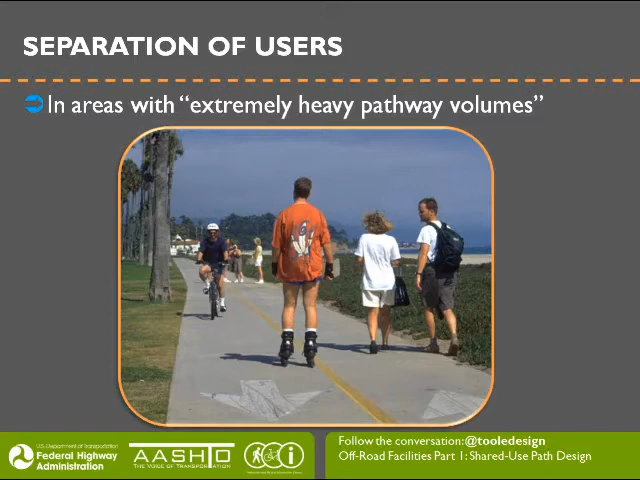 SEPARATION OF USERS
In areas with “extremely heavy pathway volumes”
U.S. Department of Transportation
Federal Highway
Administration
AASHTO
THE VOICE OF TRANSPORTATION
Follow the conversation: @tooledesign
Off-Road Facilities Part 1: Shared-Use Path Design